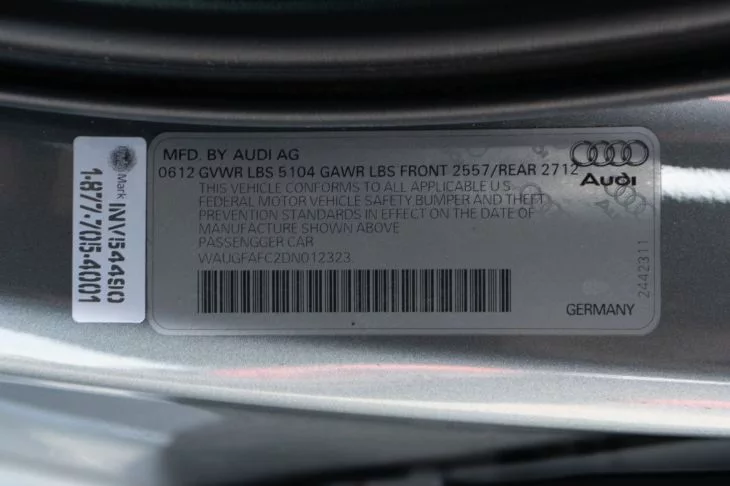 MFD. BY AUDI AG
0612 GVWR LBS 5104 GAWR LBS FRONT 2557/REAR 2712
THIS VEHICLE CONFORMS TO ALL APPLICABLE U S
FEDERAL MOTOR VEHICLE SAFETY BUMPER AND THEFT
PREVENTION STANDARDS IN EFFECT ON THE DATE OF
MANUFACTURE SHOWN ABOVE
PASSENGGER CAR
WAUGFAFC2DN012323
Audi
2442311
GERMANY
Mark
INV1544910
1-877-705-4001